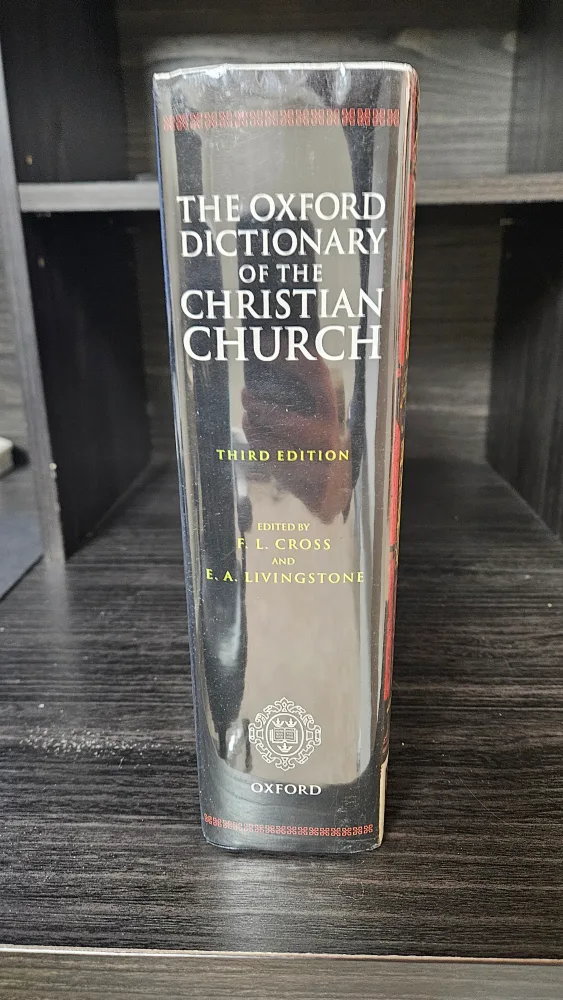 THE OXFORD
DICTIONARY
OF THE
CHRISTIAN
CHURCH
THIRD EDITION
EDITED BY
F. L. CROSS
AND
E. A. LIVINGSTONE
OXFORD